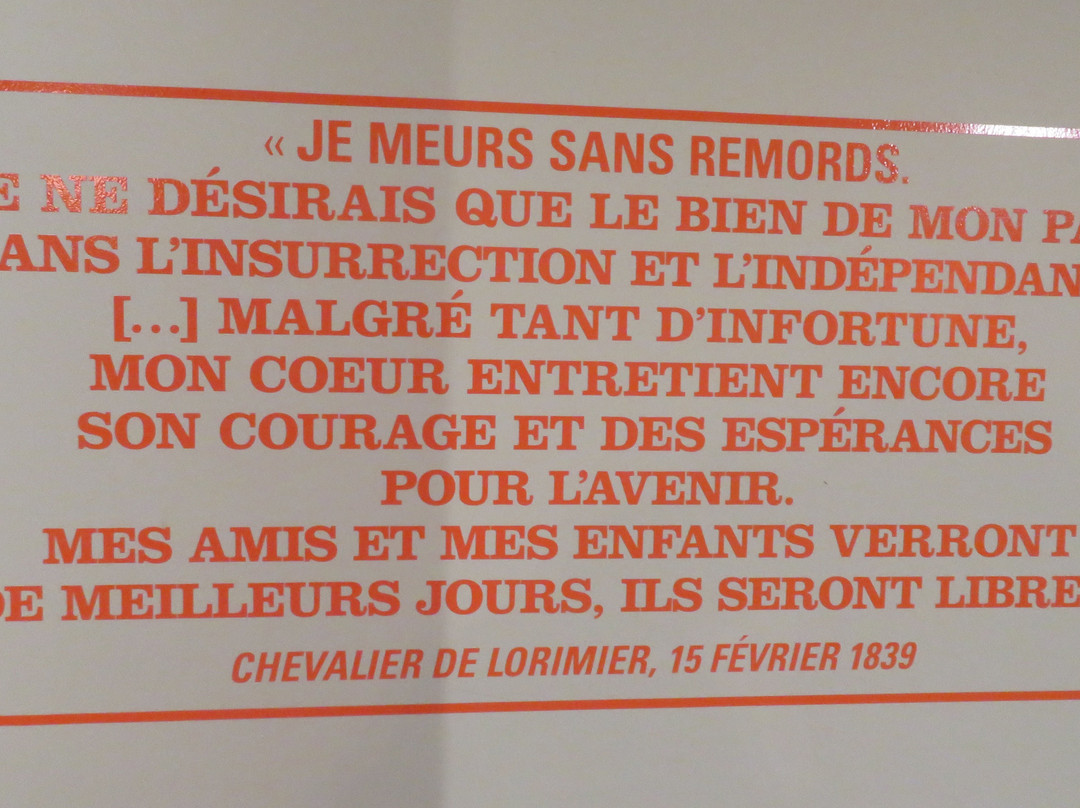 « JE MEURS SANS REMORDS.
E NE DÉSIRAIS QUE LE BIEN DE MON PA
ANS L'INSURRECTION ET L'INDÉPENDAN
[...] MALGRÉ TANT D'INFORTUNE,
MON COEUR ENTRETIENT ENCORE
SON COURAGE ET DES ESPÉRANCES
POUR L'AVENIR.
MES AMIS ET MES ENFANTS VERRONT
DE MEILLEURS JOURS, ILS SERONT LIBRE
CHEVALIER DE LORIMIER, 15 FÉVRIER 1839